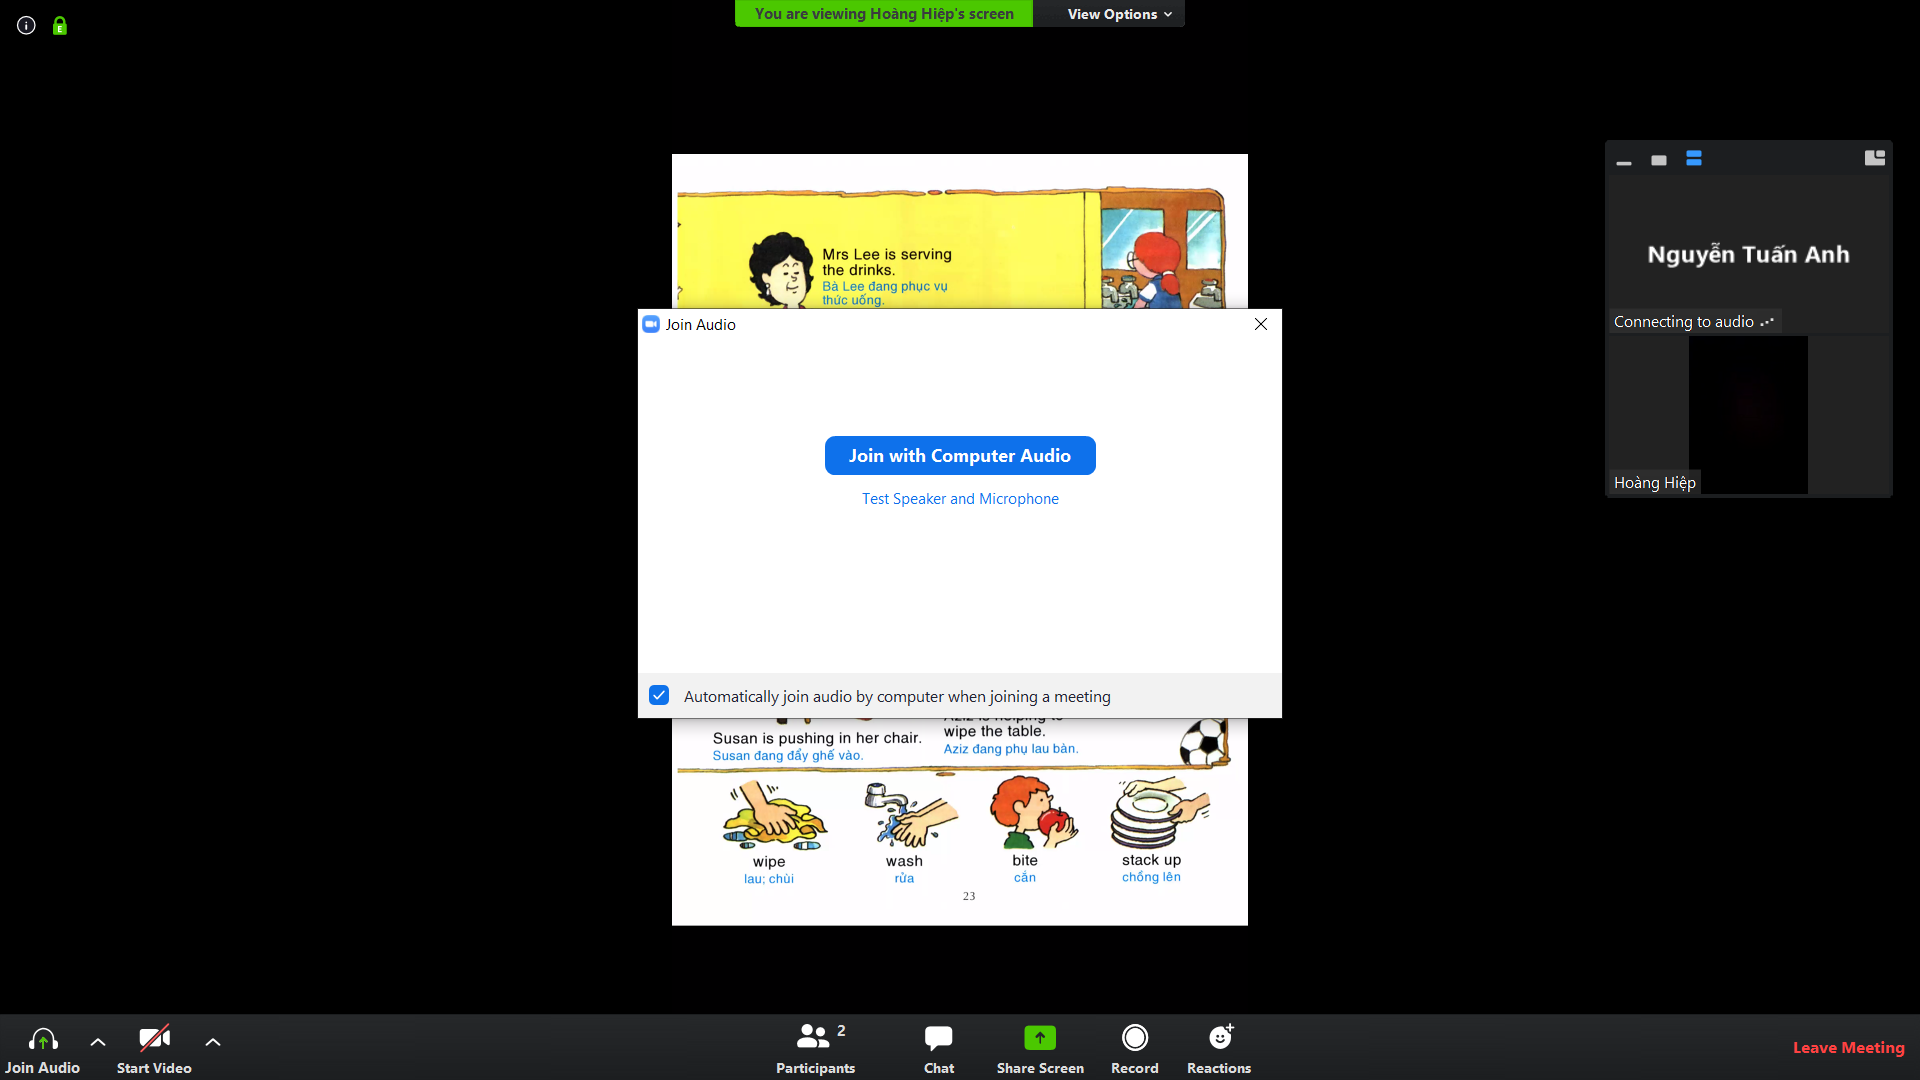 You are viewing Hoàng Hiệp's screen
View Options
Mrs Lee is serving
the drinks.
Bà Lee đang phục vụ
thức uống.
Join Audio
Join with Computer Audio
Test Speaker and Microphone
Automatically join audio by computer when joining a meeting
Nguyễn Tuấn Anh
Connecting to audio
Hoàng Hiệp
Susan is pushing in her chair.
Susan đang đẩy ghế vào.
Aziz is helping to
wipe the table.
Aziz đang phụ lau bàn.
wipe
lau; chùi
wash
rửa
bite
cắn
stack up
chồng lên
23
Join Audio
Start Video
Participants
2
Chat
Share Screen
Record
Reactions
Leave Meeting